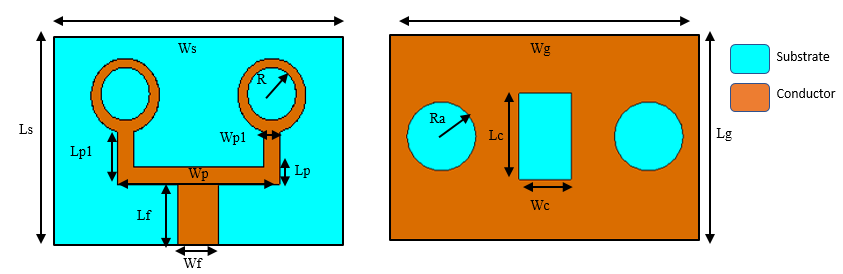 Ws
R
Ls
Wp1
Lp1
Wp
Lp
Lf
Wf
Wg
Ra
Lc
Lg
Wc
Substrate
Conductor